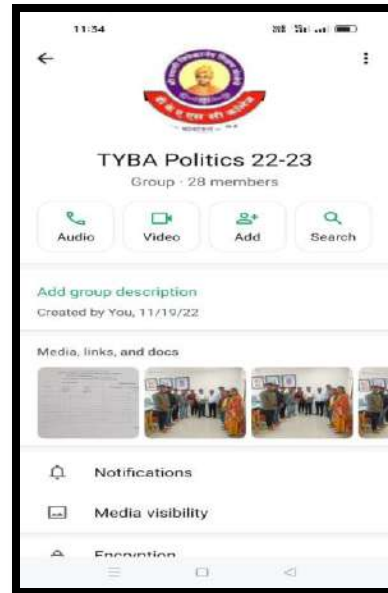 11:54
TYBA Politics 22-23
Group · 28 members
Audio Video Add Search
Add group description
Created by You, 11/19/22
Media, links, and docs
Notifications
Media visibility
Encryption